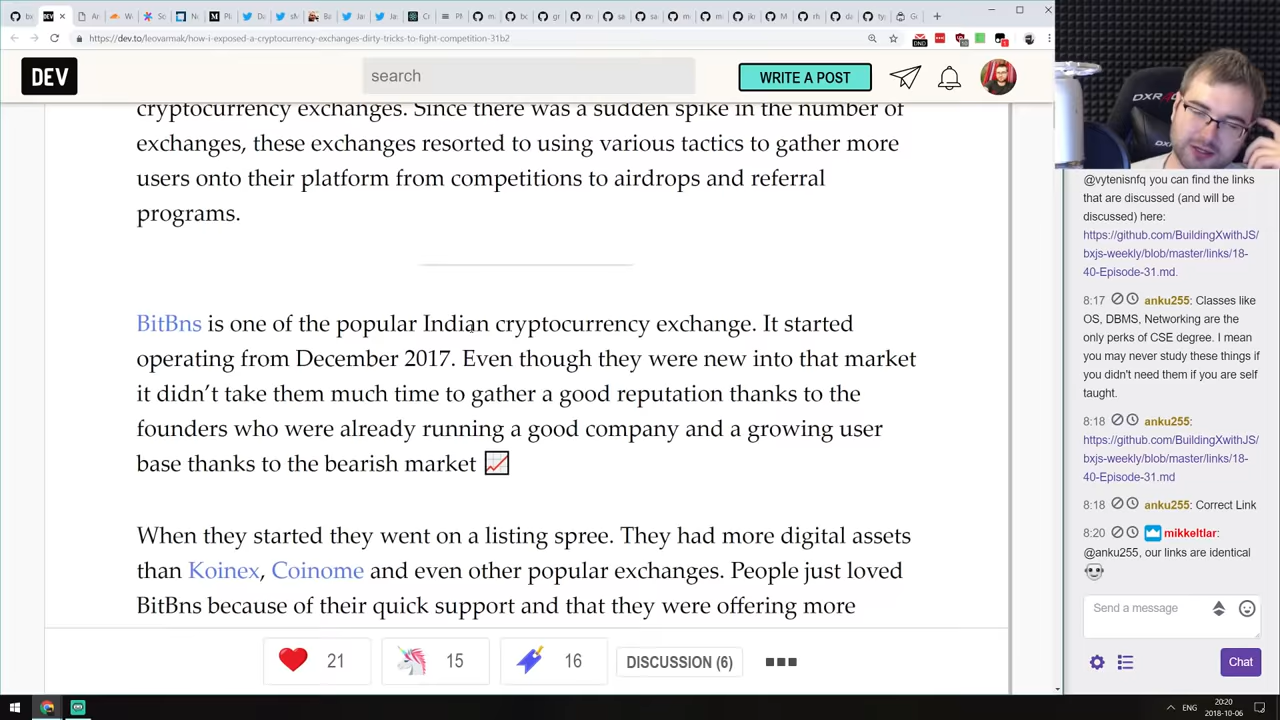 https://dev.to/leovarmak/how-i-exposed-a-cryptocurrency-exchanges-dirty-tricks-to-fight-competition-31b2
DEV
search
WRITE A POST
cryptocurrency exchanges. Since there was a sudden spike in the number of
exchanges, these exchanges resorted to using various tactics to gather more
users onto their platform from competitions to airdrops and referral
programs.
BitBns is one of the popular Indian cryptocurrency exchange. It started
operating from December 2017. Even though they were new into that market
it didn’t take them much time to gather a good reputation thanks to the
founders who were already running a good company and a growing user
base thanks to the bearish market
When they started they went on a listing spree. They had more digital assets
than Koinex, Coinome and even other popular exchanges. People just loved
BitBns because of their quick support and that they were offering more
21
15
16
DISCUSSION (6)
DXR
@vytenisnfq you can find the links
that are discussed (and will be
discussed) here:
https://github.com/BuildingXwithJS/
bxjs-weekly/blob/master/links/18-
40-Episode-31.md.
8:17 anku255: Classes like
OS, DBMS, Networking are the
only perks of CSE degree. I mean
you may never study these things if
you didn't need them if you are self
taught.
8:18 anku255:
https://github.com/BuildingXwithJS/
bxjs-weekly/blob/master/links/18-
40-Episode-31.md
8:18 anku255: Correct Link
8:20 mikkeltlar:
@anku255, our links are identical
Send a message
Chat
ENG
20:20
2018-10-06